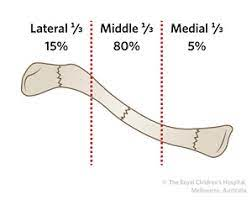 Lateral ⅓ Middle ⅓ Medial ⅓
15% 80% 5%
© The Royal Children's Hospital,
Melbourne, Australia